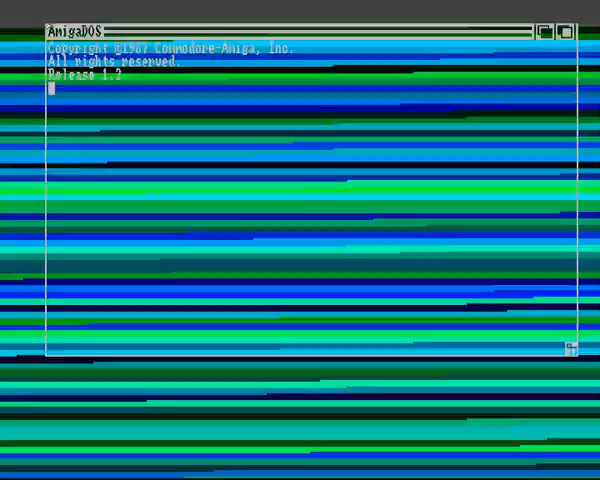 AmigaDOS
Copyright @1987 Commodore-Amiga, Inc.
All rights reserved.
Release 1.2